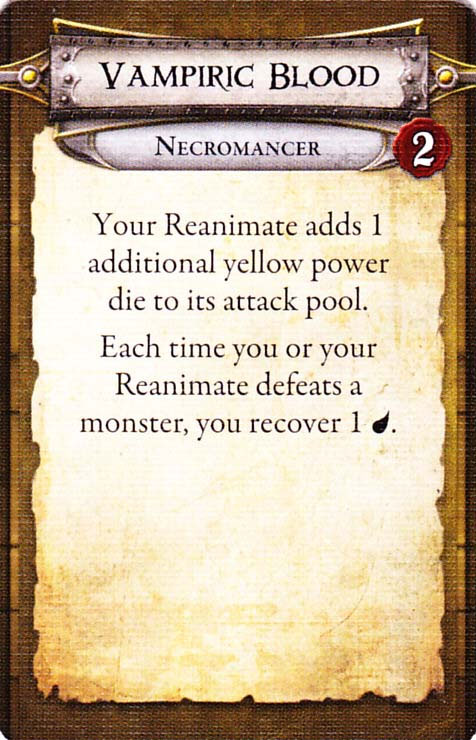 Vampiric Blood
Necromancer
2
Your Reanimate adds 1
additional yellow power
die to its attack pool.
Each time you or your
Reanimate defeats a
monster, you recover 1 .